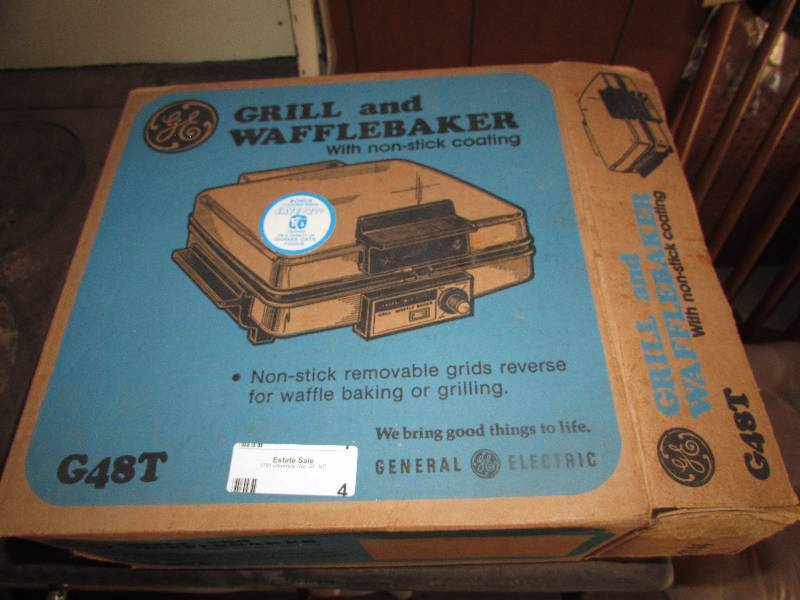 GE
GRILL and
WAFFLEBAKER
With non-stick coating
• Non-stick removable grids reverse
for waffle baking or grilling.
We bring good things to life.
GENERAL GE ELECTRIC
G48T
Estate Sale
4
GRILL and
WAFFLEBAKER
With non-stick coating
GE
G48T